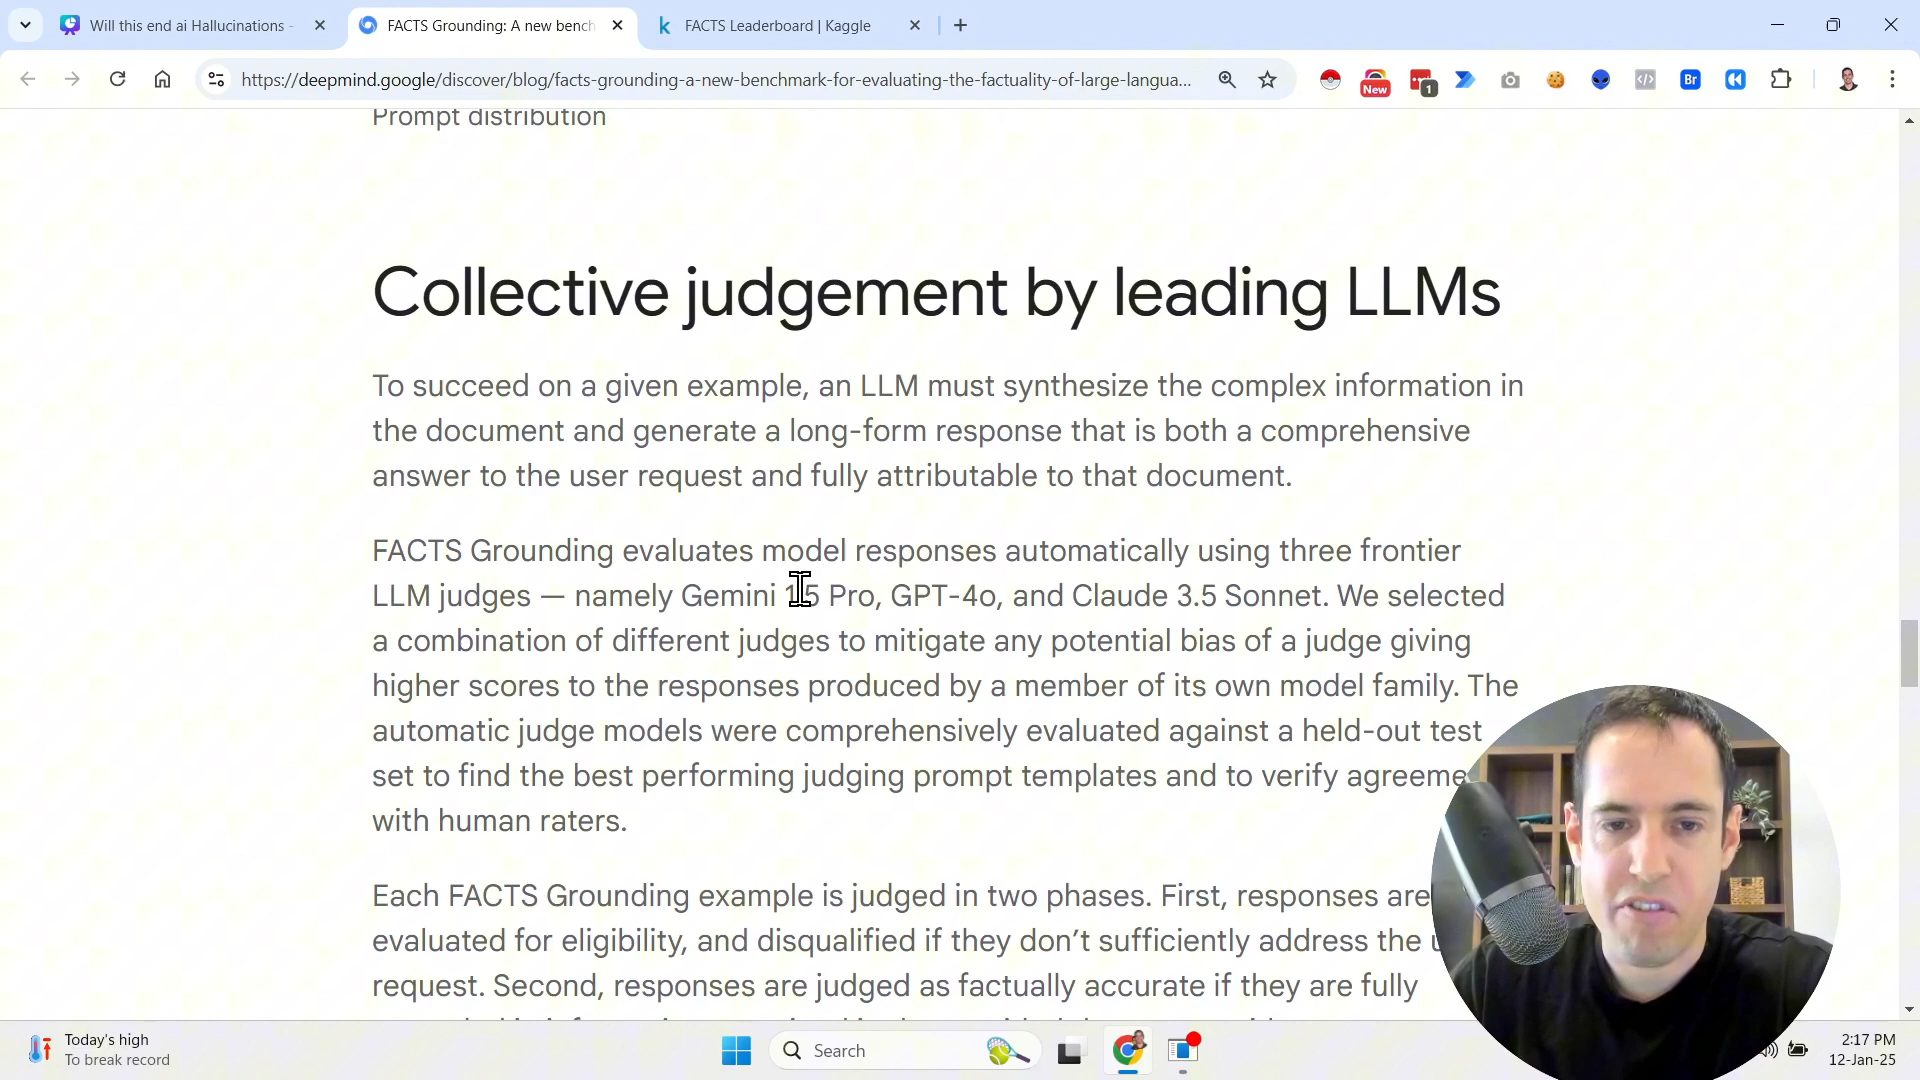 Will this end ai Hallucinations -
FACTS Grounding: A new bench
FACTS Leaderboard | Kaggle
https://deepmind.google/discover/blog/facts-grounding-a-new-benchmark-for-evaluating-the-factuality-of-large-langua...
New
1
Br
Prompt distribution
Collective judgement by leading LLMs
To succeed on a given example, an LLM must synthesize the complex information in
the document and generate a long-form response that is both a comprehensive
answer to the user request and fully attributable to that document.
FACTS Grounding evaluates model responses automatically using three frontier
LLM judges — namely Gemini 1.5 Pro, GPT-4o, and Claude 3.5 Sonnet. We selected
a combination of different judges to mitigate any potential bias of a judge giving
higher scores to the responses produced by a member of its own model family. The
automatic judge models were comprehensively evaluated against a held-out test
set to find the best performing judging prompt templates and to verify agreeme
with human raters.
Each FACTS Grounding example is judged in two phases. First, responses are
evaluated for eligibility, and disqualified if they don't sufficiently address the u
request. Second, responses are judged as factually accurate if they are fully
Today's high
To break record
Search
2:17 PM
12-Jan-25